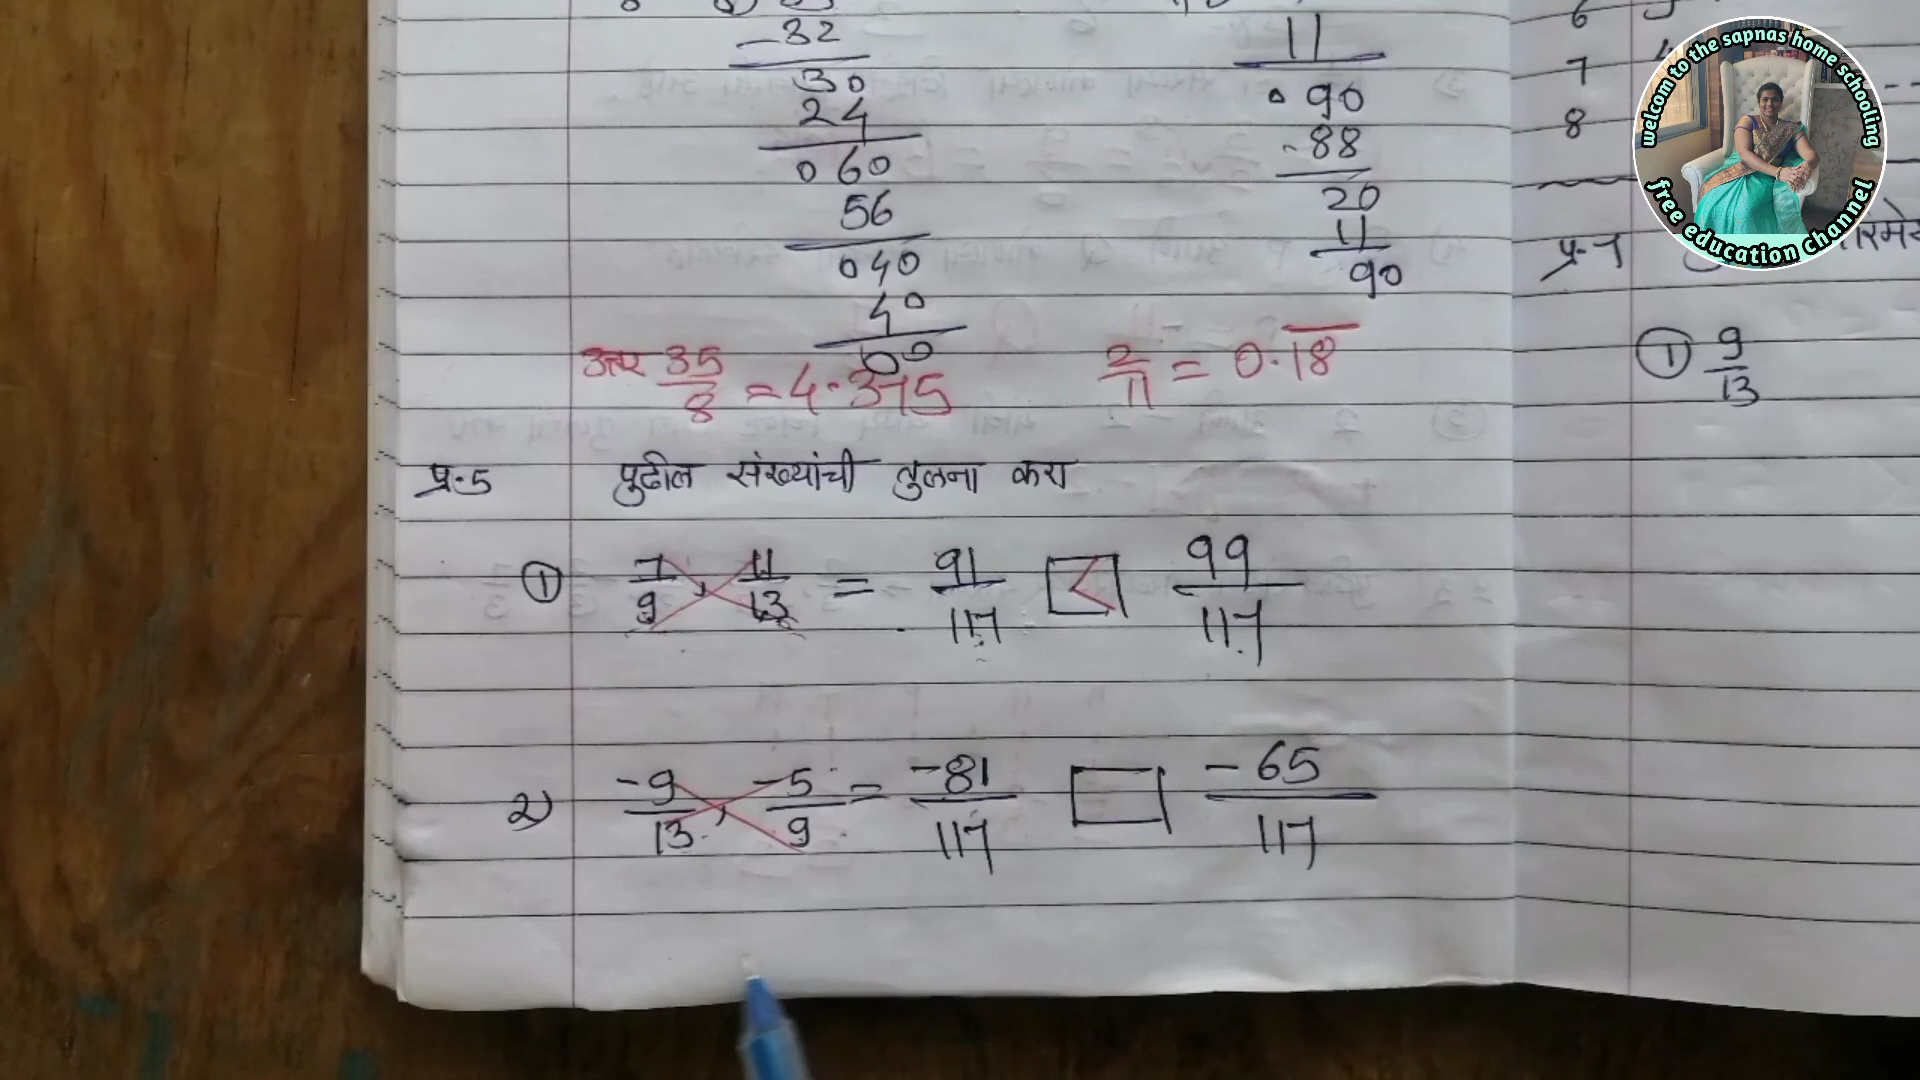 - 32
30
24
060
56
040
40
00
उत्तर 35/8 = 4.375
11
090
- 88
20
11
90
2/11 = 0.18
प्र.5 पुढील संख्यांची तुलना करा
① 7/9 , 11/13 = 91/117 < 99/117
२) -9/13 , -5/9 = -81/117 □ -65/117
6
7
8
प्र-1
① 9/13
welcom to the sapnas home schooling
free education channel